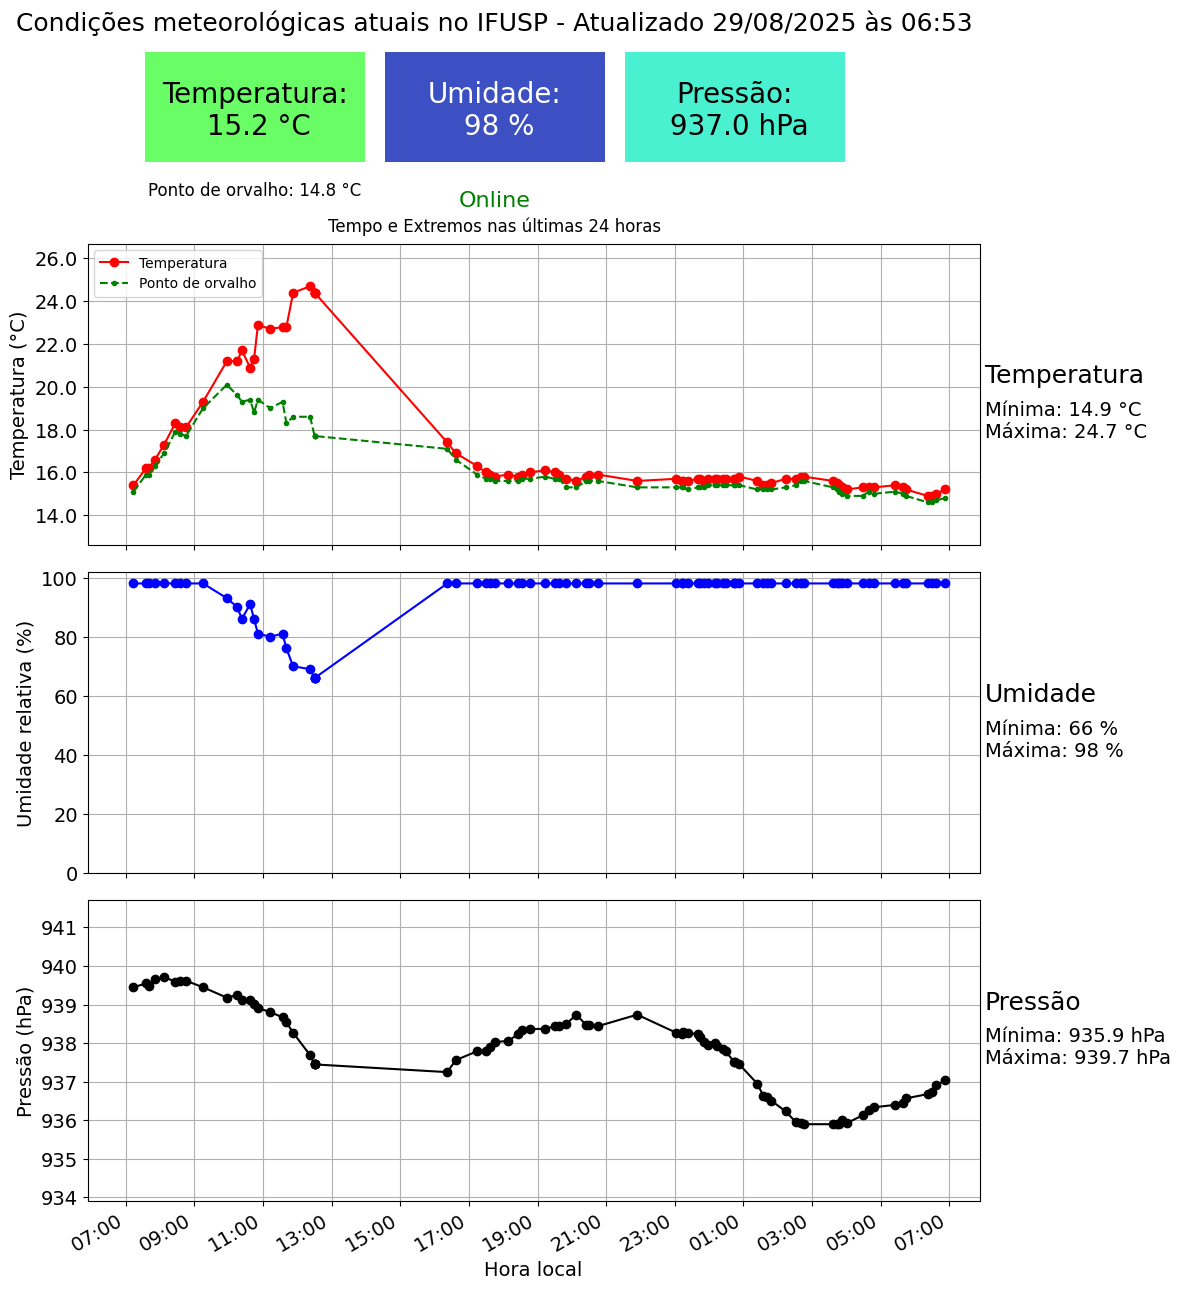 Condições meteorológicas atuais no IFUSP - Atualizado 29/08/2025 às 06:53
Temperatura:
15.2 °C
Umidade:
98 %
Pressão:
937.0 hPa
Ponto de orvalho: 14.8 °C
Online
Tempo e Extremos nas últimas 24 horas
Temperatura (°C)
26.0
24.0
22.0
20.0
18.0
16.0
14.0
Temperatura
Ponto de orvalho
Temperatura
Mínima: 14.9 °C
Máxima: 24.7 °C
Umidade relativa (%)
100
80
60
40
20
0
Umidade
Mínima: 66 %
Máxima: 98 %
Pressão (hPa)
941
940
939
938
937
936
935
934
Pressão
Mínima: 935.9 hPa
Máxima: 939.7 hPa
07:00
09:00
11:00
13:00
15:00
17:00
19:00
21:00
23:00
01:00
03:00
05:00
07:00
Hora local